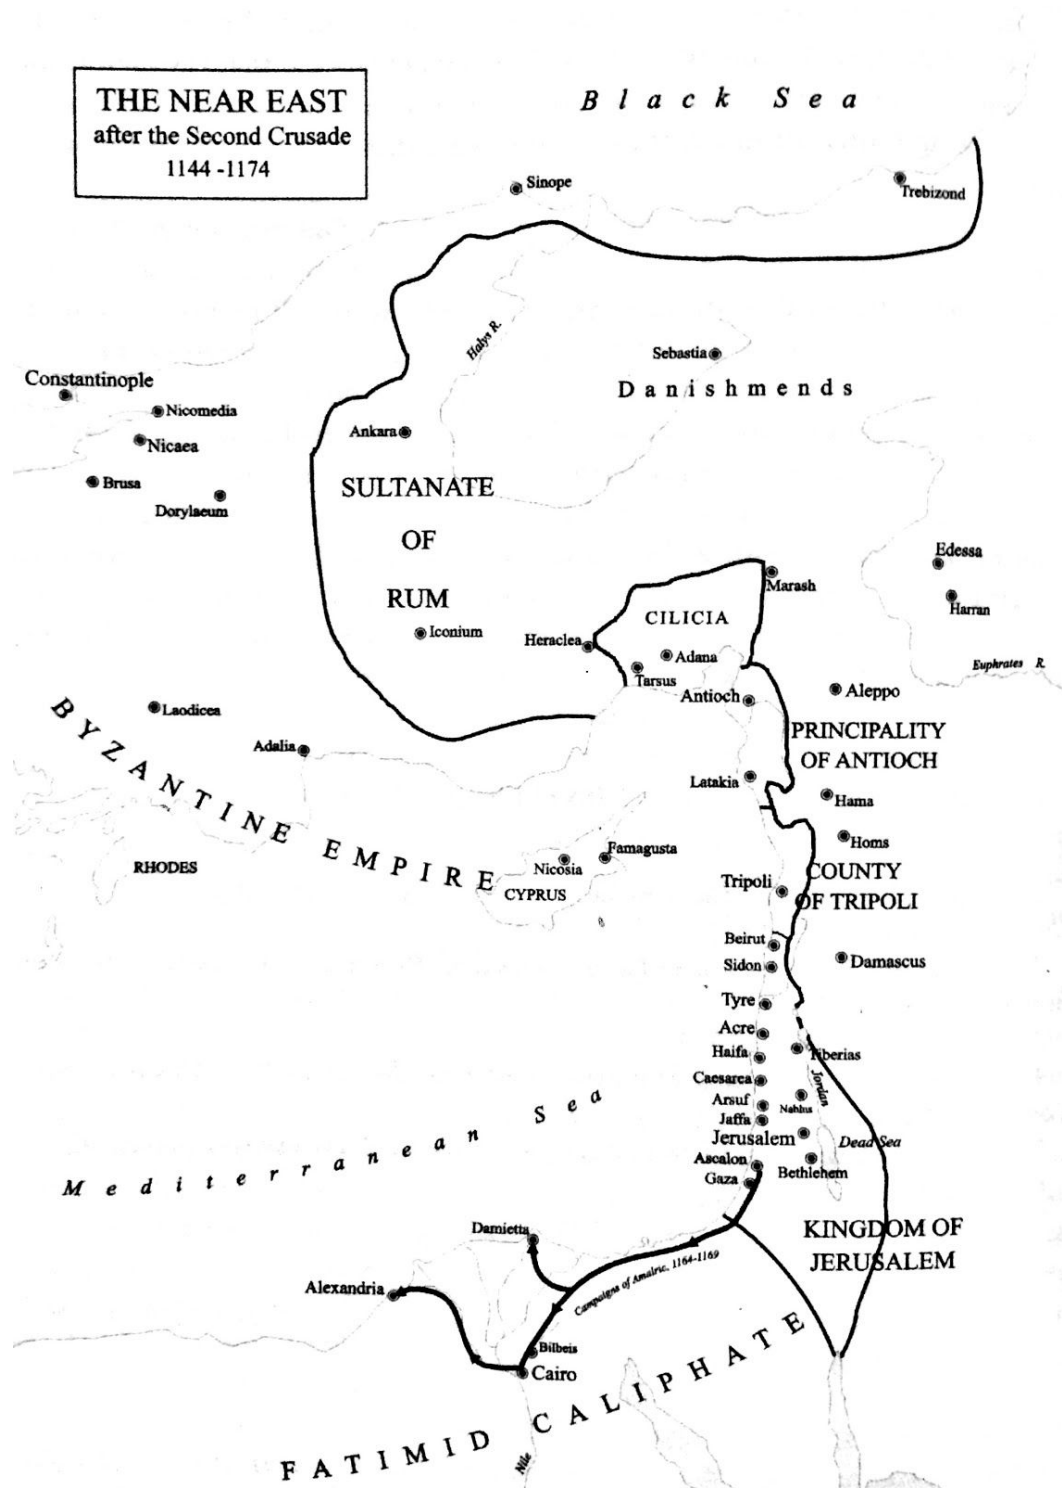 THE NEAR EAST
after the Second Crusade
1144 -1174
Black Sea
Sinope
Trebizond
Halys R.
Sebastia
Danishmends
Constantinople
Nicomedia
Nicaea
Brusa
Dorylaeum
Ankara
SULTANATE
OF
RUM
Iconium
Heraclea
CILICIA
Marash
Adana
Tarsus
Edessa
Harran
Euphrates R.
Antioch
Aleppo
PRINCIPALITY
OF ANTIOCH
Laodicea
Adalia
BYZANTINE EMPIRE
Latakia
Hama
Homs
RHODES
Nicosia
Famagusta
CYPRUS
COUNTY
OF TRIPOLI
Tripoli
Beirut
Sidon
Damascus
Tyre
Acre
Haifa
Tiberias
Jordan
Caesarea
Arsuf
Nablus
Jaffa
Jerusalem
Dead Sea
Ascalon
Bethlehem
Gaza
Mediterranean Sea
KINGDOM OF
JERUSALEM
Damietta
Campaigns of Amalric, 1164-1169
Alexandria
Bilbeis
Cairo
FATIMID CALIPHATE
Nile